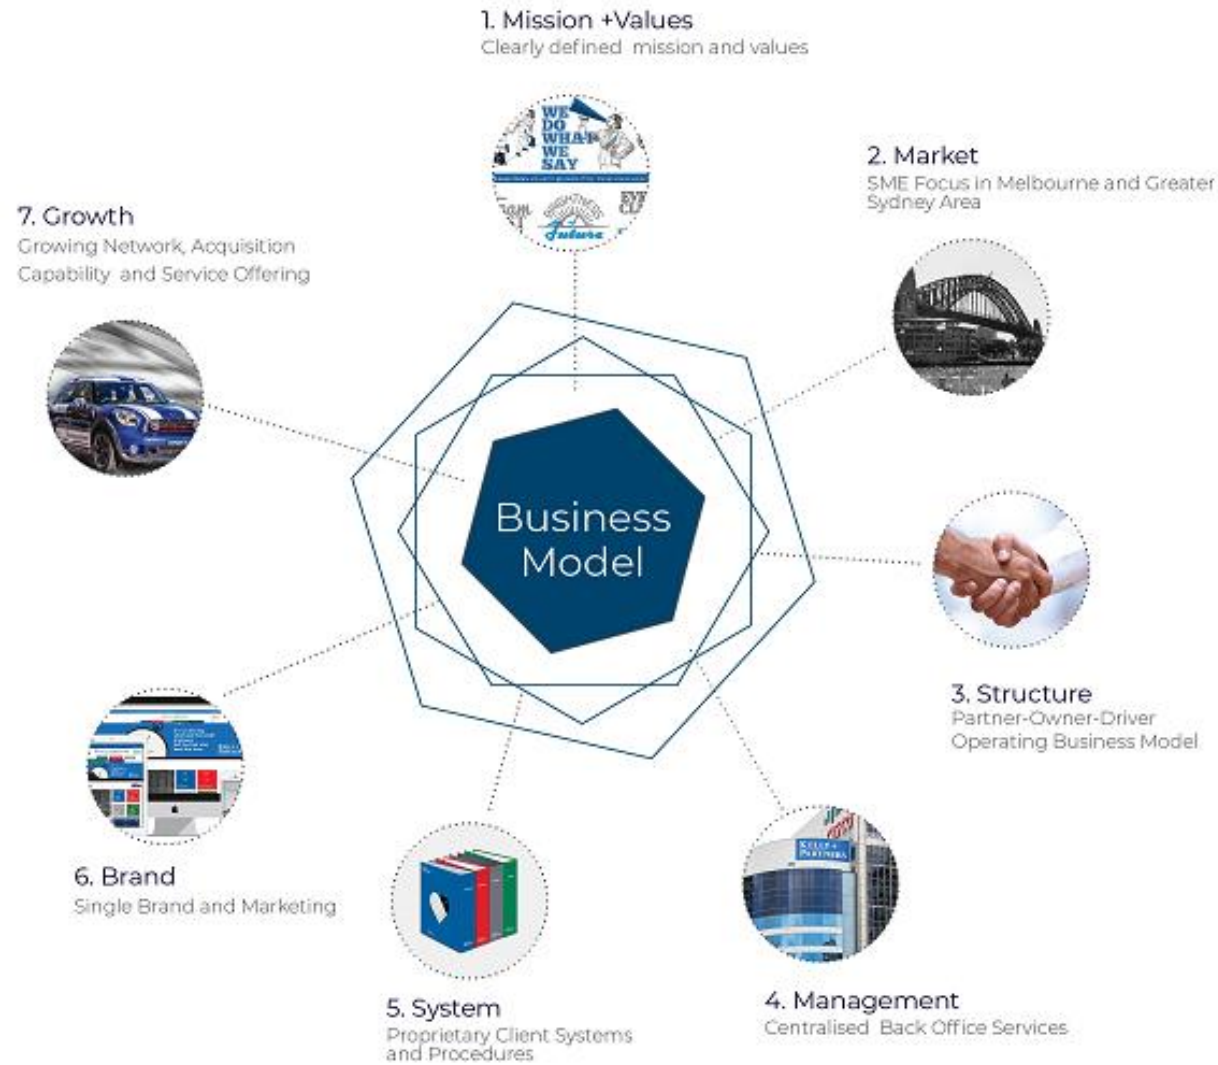 1. Mission +Values
Clearly defined mission and values
WE
DO
WHAT
WE
SAY
Future
2. Market
SME Focus in Melbourne and Greater
Sydney Area
7. Growth
Growing Network, Acquisition
Capability and Service Offering
Business
Model
3. Structure
Partner-Owner-Driver
Operating Business Model
KELLY+
PARTNERS
6. Brand
Single Brand and Marketing
5. System
Proprietary Client Systems
and Procedures
4. Management
Centralised Back Office Services